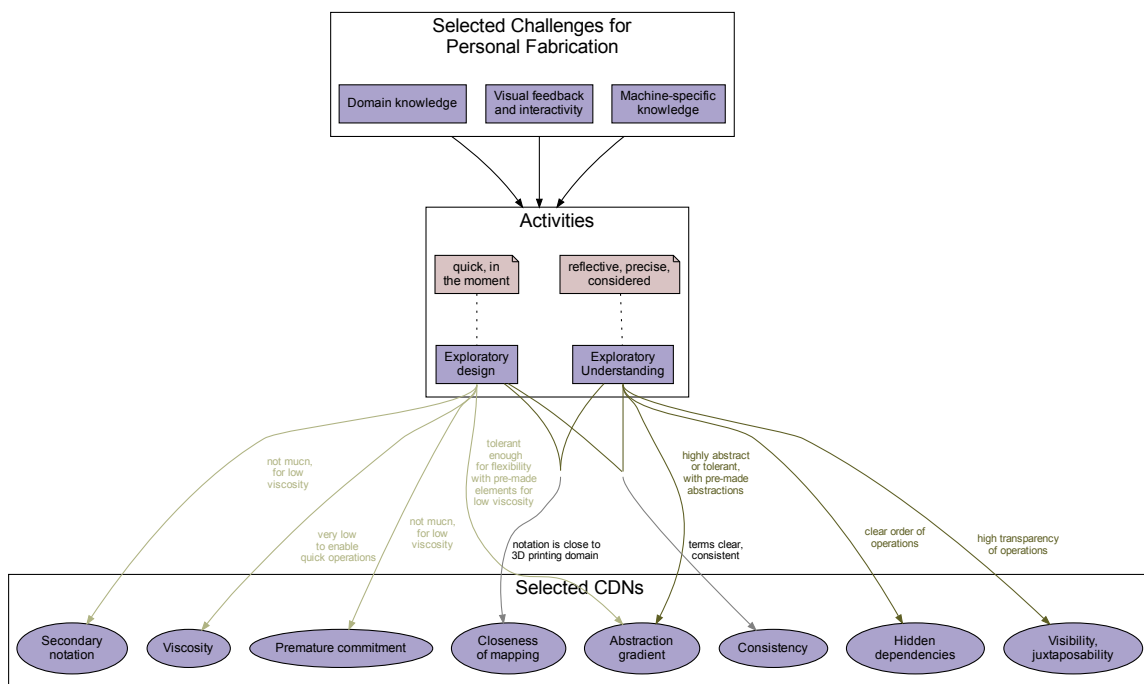 Selected Challenges for
Personal Fabrication
Domain knowledge
Visual feedback
and interactivity
Machine-specific
knowledge
Activities
quick, in
the moment
reflective, precise,
considered
Exploratory
design
Exploratory
Understanding
not mucn,
for low
viscosity
very low
to enable
quick operations
not mucn,
for low
viscosity
tolerant
enough
for flexibility
with pre-made
elements for
low viscosity
notation is close to
3D printing domain
highly abstract
or tolerant,
with pre-made
abstractions
terms clear,
consistent
clear order of
operations
high transparency
of operations
Selected CDNs
Secondary
notation
Viscosity
Premature commitment
Closeness
of mapping
Abstraction
gradient
Consistency
Hidden
dependencies
Visibility,
juxtaposability